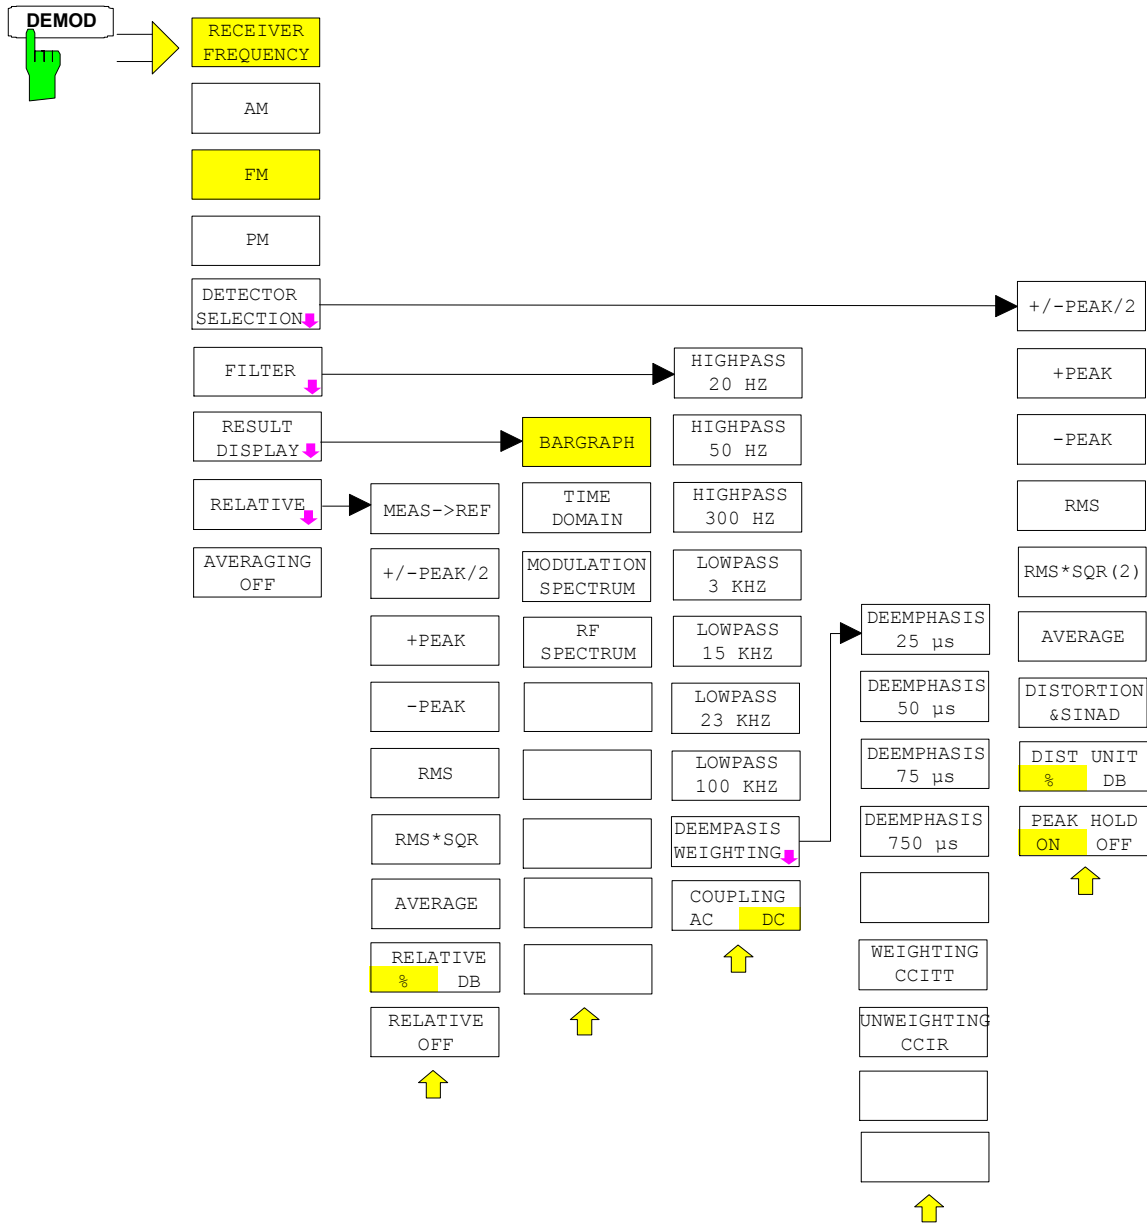 DEMOD
RECEIVER
FREQUENCY
AM
FM
PM
DETECTOR
SELECTION
FILTER
RESULT
DISPLAY
RELATIVE
AVERAGING
OFF
MEAS->REF
+/-PEAK/2
+PEAK
-PEAK
RMS
RMS*SQR
AVERAGE
RELATIVE
% DB
RELATIVE
OFF
BARGRAPH
TIME
DOMAIN
MODULATION
SPECTRUM
RF
SPECTRUM
HIGHPASS
20 HZ
HIGHPASS
50 HZ
HIGHPASS
300 HZ
LOWPASS
3 KHZ
LOWPASS
15 KHZ
LOWPASS
23 KHZ
LOWPASS
100 KHZ
DEEMPASIS
WEIGHTING
COUPLING
AC DC
DEEMPHASIS
25 µs
DEEMPHASIS
50 µs
DEEMPHASIS
75 µs
DEEMPHASIS
750 µs
WEIGHTING
CCITT
UNWEIGHTING
CCIR
+/-PEAK/2
+PEAK
-PEAK
RMS
RMS*SQR(2)
AVERAGE
DISTORTION
&SINAD
DIST UNIT
% DB
PEAK HOLD
ON OFF